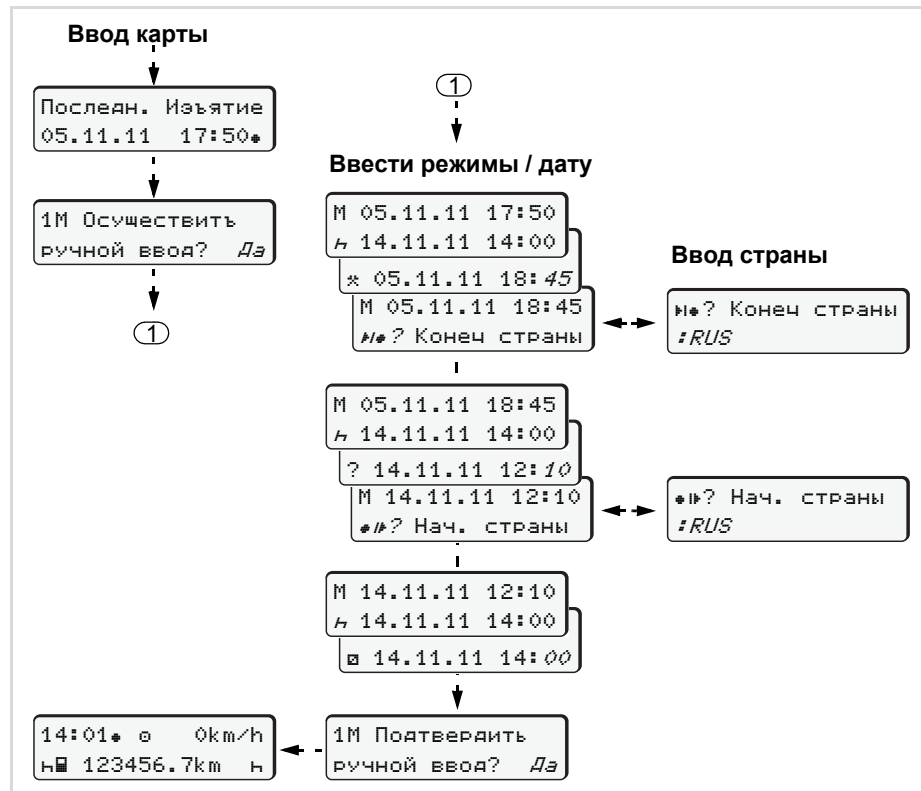 Ввод карты
Последн. Изъятие
05.11.11 17:50
1М Осуществить
ручной ввод? Да
1
1
Ввести режимы / дату
М 05.11.11 17:50
14.11.11 14:00
05.11.11 18:45
М 05.11.11 18:45
? Конец страны
Ввод страны
? Конец страны
:RUS
М 05.11.11 18:45
14.11.11 14:00
? 14.11.11 12:10
М 14.11.11 12:10
? Нач. страны
? Нач. страны
:RUS
М 14.11.11 12:10
14.11.11 14:00
14.11.11 14:00
1М Подтвердить
ручной ввод? Да
14:01 0km/h
123456.7km